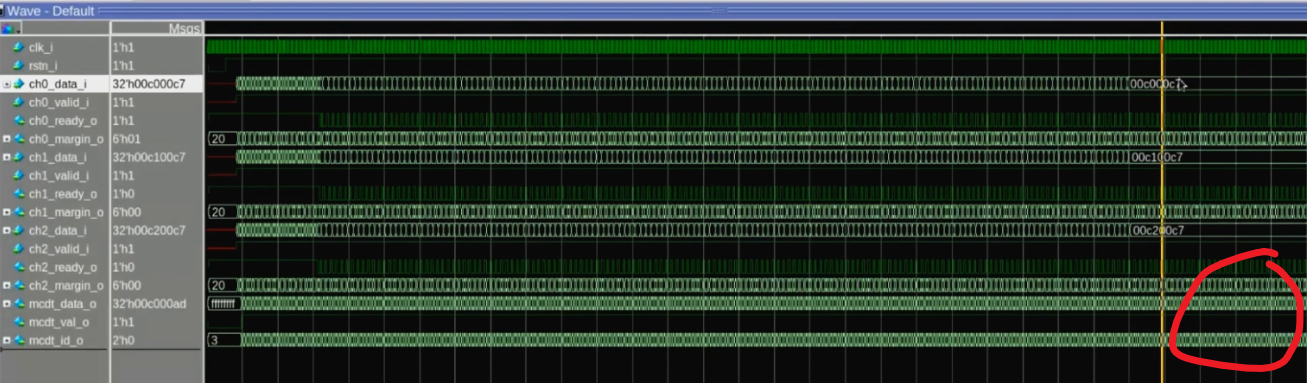 Wave - Default
Msgs
clk_i 1'h1
rstn_i 1'h1
ch0_data_i 32'h00c000c7 00c000c7
ch0_valid_i 1'h1
ch0_ready_o 1'h1
ch0_margin_o 6'h01 20
ch1_data_i 32'h00c100c7 00c100c7
ch1_valid_i 1'h1
ch1_ready_o 1'h0
ch1_margin_o 6'h00 20
ch2_data_i 32'h00c200c7 00c200c7
ch2_valid_i 1'h1
ch2_ready_o 1'h0
ch2_margin_o 6'h00 20
mcdt_data_o 32'h00c000ad ffffffff
mcdt_val_o 1'h1
mcdt_id_o 2'h0 3